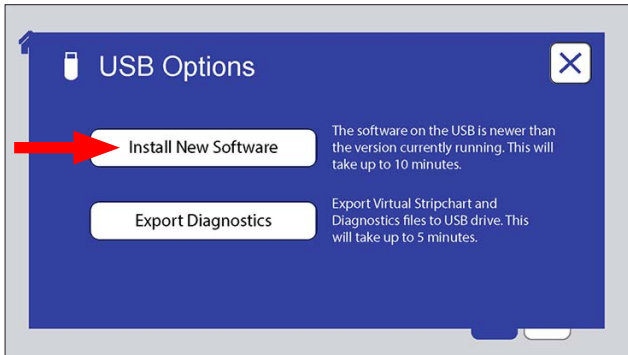 USB Options
Install New Software
The software on the USB is newer than
the version currently running. This will
take up to 10 minutes.
Export Diagnostics
Export Virtual Stripchart and
Diagnostics files to USB drive. This
will take up to 5 minutes.